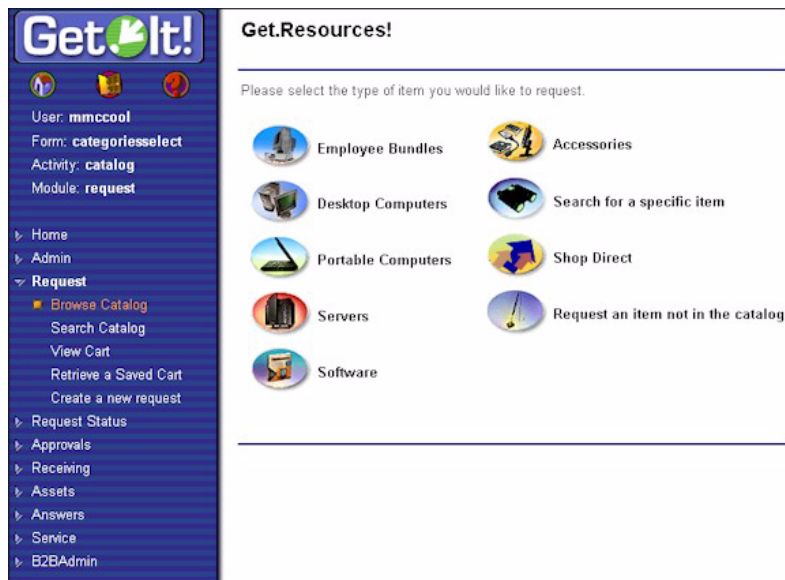 Get It!
User: mmccool
Form: categoriesselect
Activity: catalog
Module: request
Home
Admin
Request
Browse Catalog
Search Catalog
View Cart
Retrieve a Saved Cart
Create a new request
Request Status
Approvals
Receiving
Assets
Answers
Service
B2BAdmin
Get.Resources!
Please select the type of item you would like to request.
Employee Bundles
Accessories
Desktop Computers
Search for a specific item
Portable Computers
Shop Direct
Servers
Request an item not in the catalog
Software